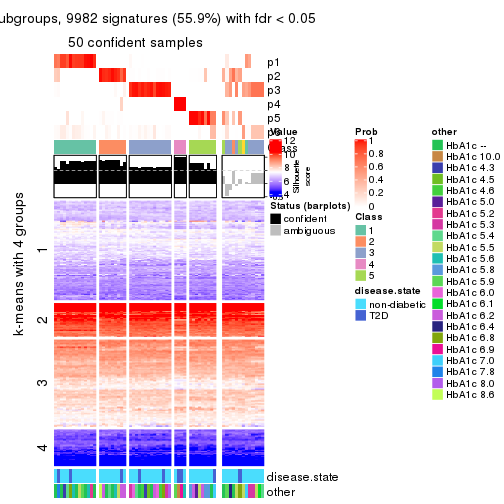 ubgroups, 9982 signatures (55.9%) with fdr < 0.05
50 confident samples
p1
p2
p3
p4
p5
Class
k-means with 4 groups
1
2
3
4
disease.state
other
Value
12
10
8
6
4
Silhouette
score
Status (barplots)
confident
ambiguous
Prob
1
0.8
0.6
0.4
0.2
0
Class
1
2
3
4
5
disease.state
non-diabetic
T2D
other
HbA1c --
HbA1c 10.0
HbA1c 4.3
HbA1c 4.5
HbA1c 4.6
HbA1c 5.0
HbA1c 5.2
HbA1c 5.3
HbA1c 5.4
HbA1c 5.5
HbA1c 5.6
HbA1c 5.8
HbA1c 5.9
HbA1c 6.0
HbA1c 6.1
HbA1c 6.2
HbA1c 6.4
HbA1c 6.8
HbA1c 6.9
HbA1c 7.0
HbA1c 7.8
HbA1c 8.0
HbA1c 8.6